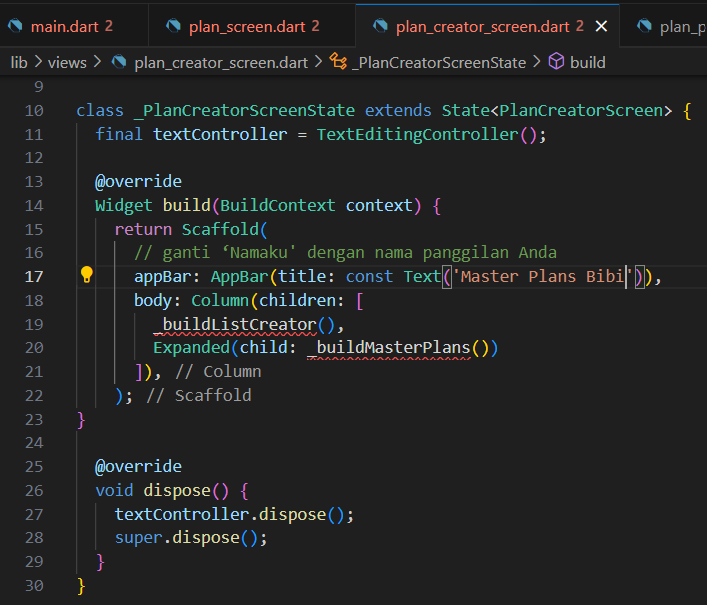 main.dart 2 plan_screen.dart 2 plan_creator_screen.dart 2 × plan_p
lib > views > plan_creator_screen.dart > _PlanCreatorScreenState > build
9
10 class _PlanCreatorScreenState extends State<PlanCreatorScreen> {
11   final textController = TextEditingController();
12
13   @override
14   Widget build(BuildContext context) {
15     return Scaffold(
16       // ganti ‘Namaku' dengan nama panggilan Anda
17       appBar: AppBar(title: const Text('Master Plans Bibi')),
18       body: Column(children: [
19         _buildListCreator(),
20         Expanded(child: _buildMasterPlans())
21       ]), // Column
22     ); // Scaffold
23 }
24
25   @override
26   void dispose() {
27     textController.dispose();
28     super.dispose();
29   }
30 }